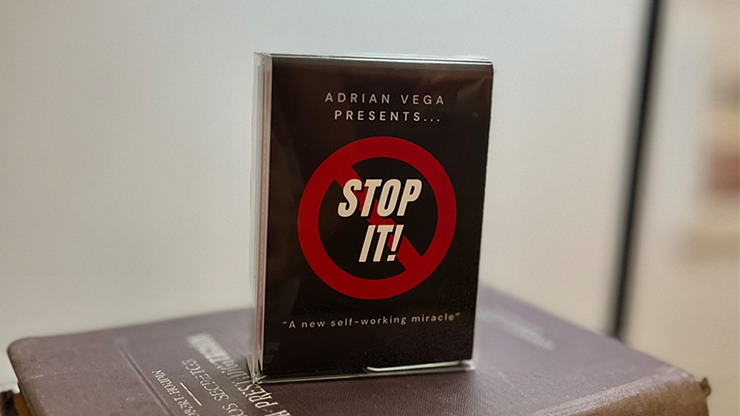 ADRIAN VEGA
PRESENTS...
STOP
IT!
"A new self-working miracle"